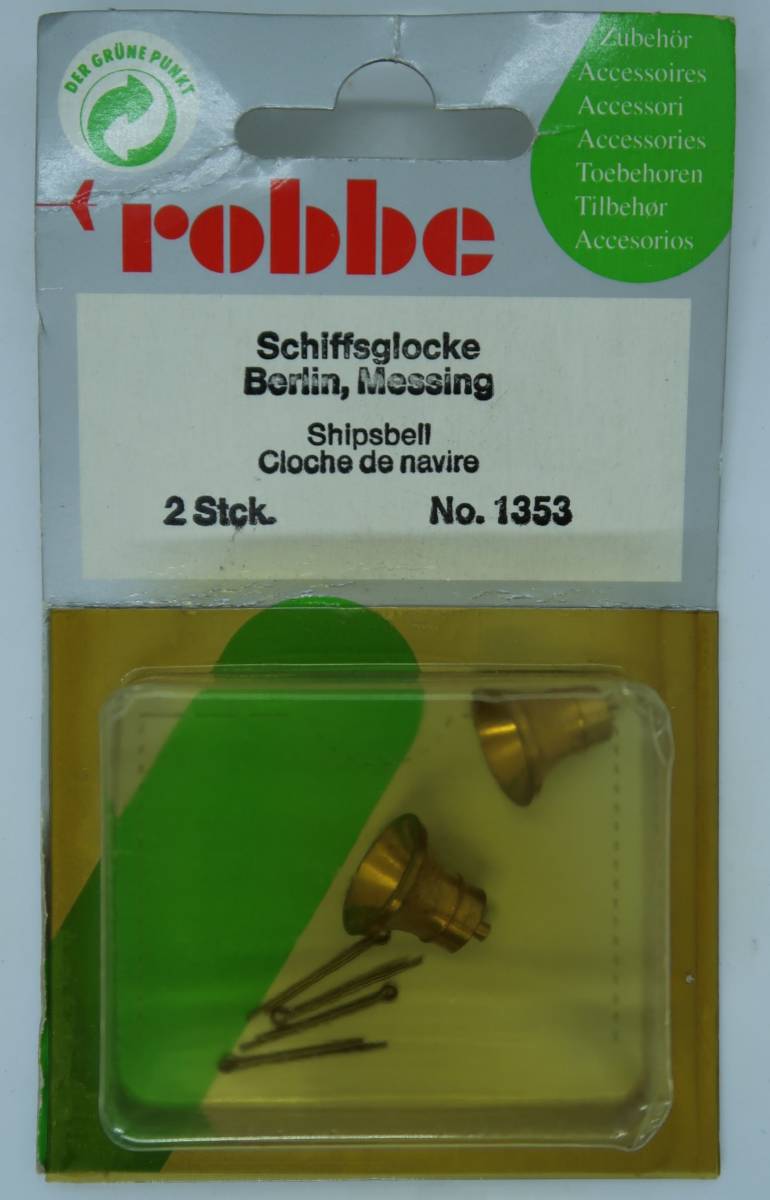 DER GRÜNE PUNKT
Zubehör
Accessoires
Accessori
Accessories
Toebehoren
Tilbehør
Accesorios
robbe
Schiffsglocke
Berlin, Messing
Shipsbell
Cloche de navire
2 Stck. No. 1353